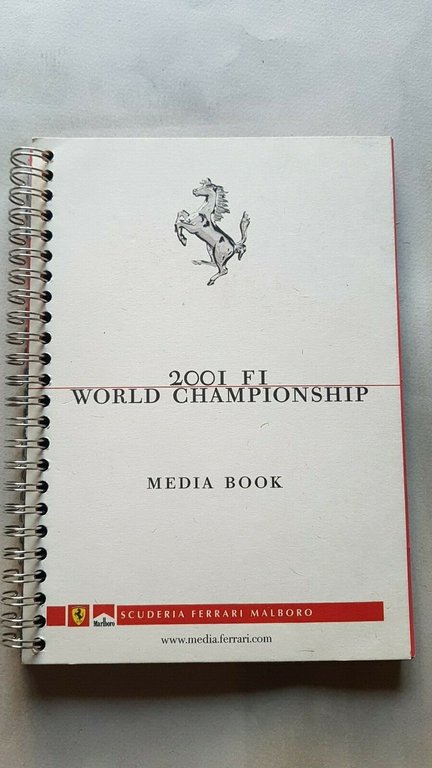 2001 F1
WORLD CHAMPIONSHIP
MEDIA BOOK
Marlboro
SCUDERIA FERRARI MALBORO
www.media.ferrari.com